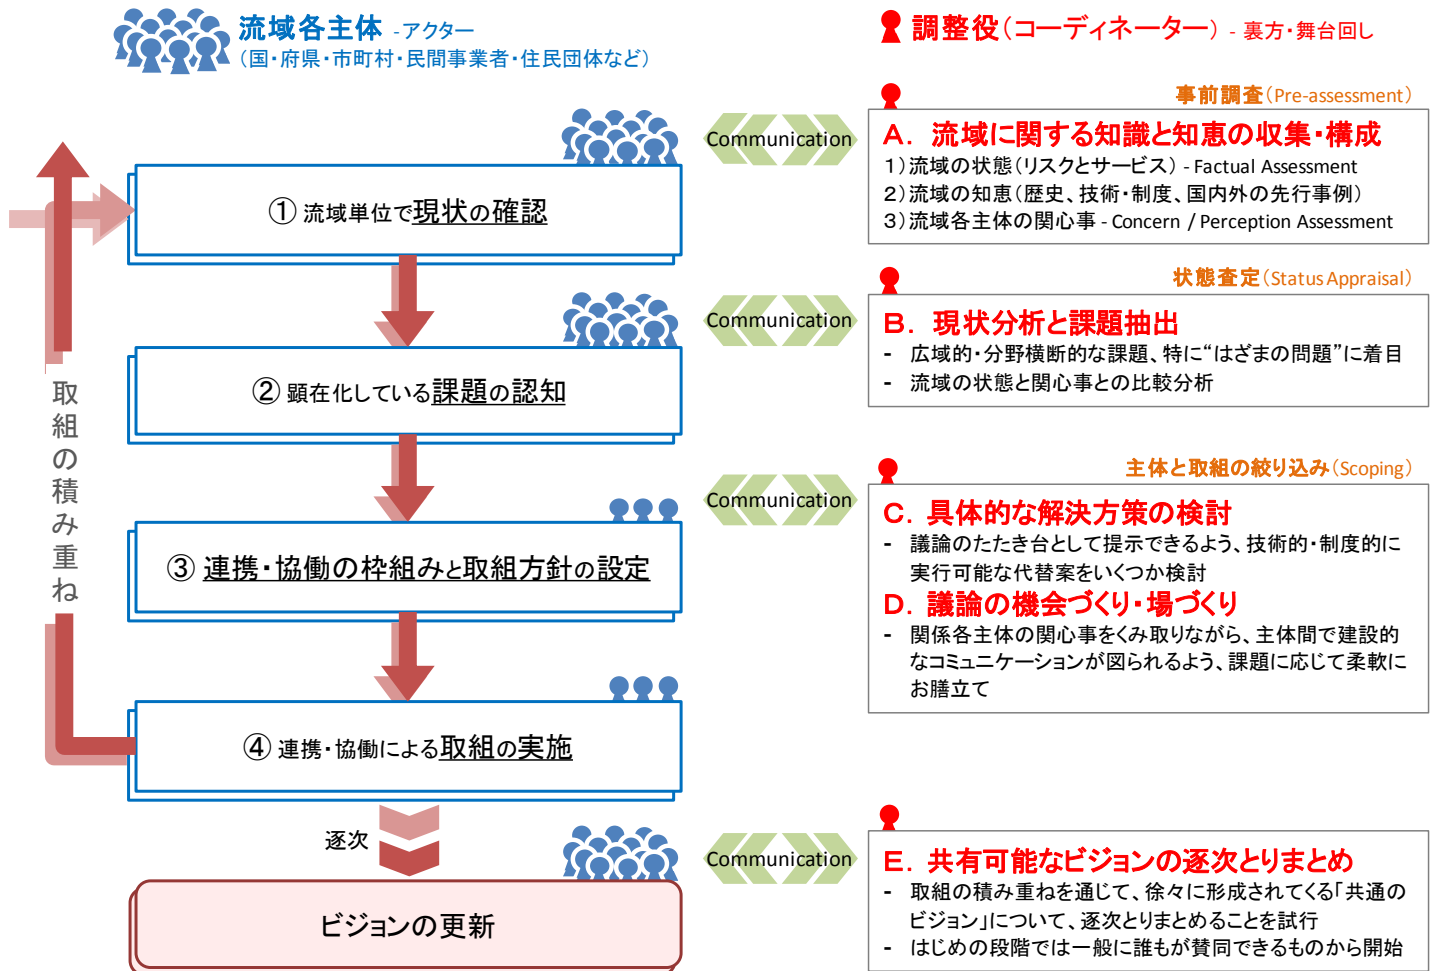 流域各主体 -アクター
（国・府県・市町村・民間事業者・住民団体など）
調整役（コーディネーター） - 裏方・舞台回し
事前調査（Pre-assessment）
Communication
A. 流域に関する知識と知恵の収集・構成
1）流域の状態（リスクとサービス） - Factual Assessment
2）流域の知恵（歴史、技術・制度、国内外の先行事例）
3）流域各主体の関心事 - Concern / Perception Assessment
① 流域単位で現状の確認
状態査定（Status Appraisal）
Communication
B. 現状分析と課題抽出
- 広域的・分野横断的な課題、特に“はざまの問題”に着目
- 流域の状態と関心事との比較分析
② 顕在化している課題の認知
取組の積み重ね
主体と取組の絞り込み（Scoping）
Communication
C. 具体的な解決方策の検討
- 議論のたたき台として提示できるよう、技術的・制度的に
実行可能な代替案をいくつか検討
D. 議論の機会づくり・場づくり
- 関係各主体の関心事をくみ取りながら、主体間で建設的
なコミュニケーションが図られるよう、課題に応じて柔軟に
お膳立て
③ 連携・協働の枠組みと取組方針の設定
④ 連携・協働による取組の実施
逐次
Communication
E. 共有可能なビジョンの逐次とりまとめ
- 取組の積み重ねを通じて、徐々に形成されてくる「共通の
ビジョン」について、逐次とりまとめることを試行
- はじめの段階では一般に誰もが賛同できるものから開始
ビジョンの更新